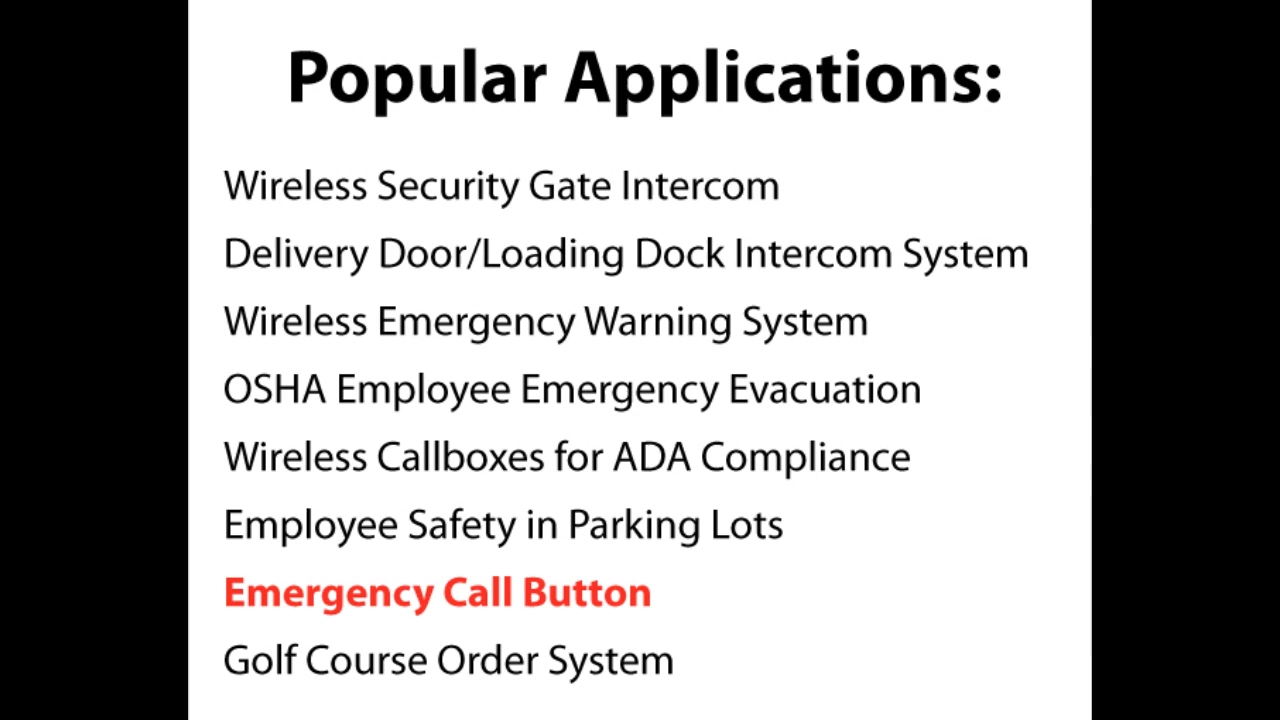 Popular Applications:
Wireless Security Gate Intercom
Delivery Door/Loading Dock Intercom System
Wireless Emergency Warning System
OSHA Employee Emergency Evacuation
Wireless Callboxes for ADA Compliance
Employee Safety in Parking Lots
Emergency Call Button
Golf Course Order System